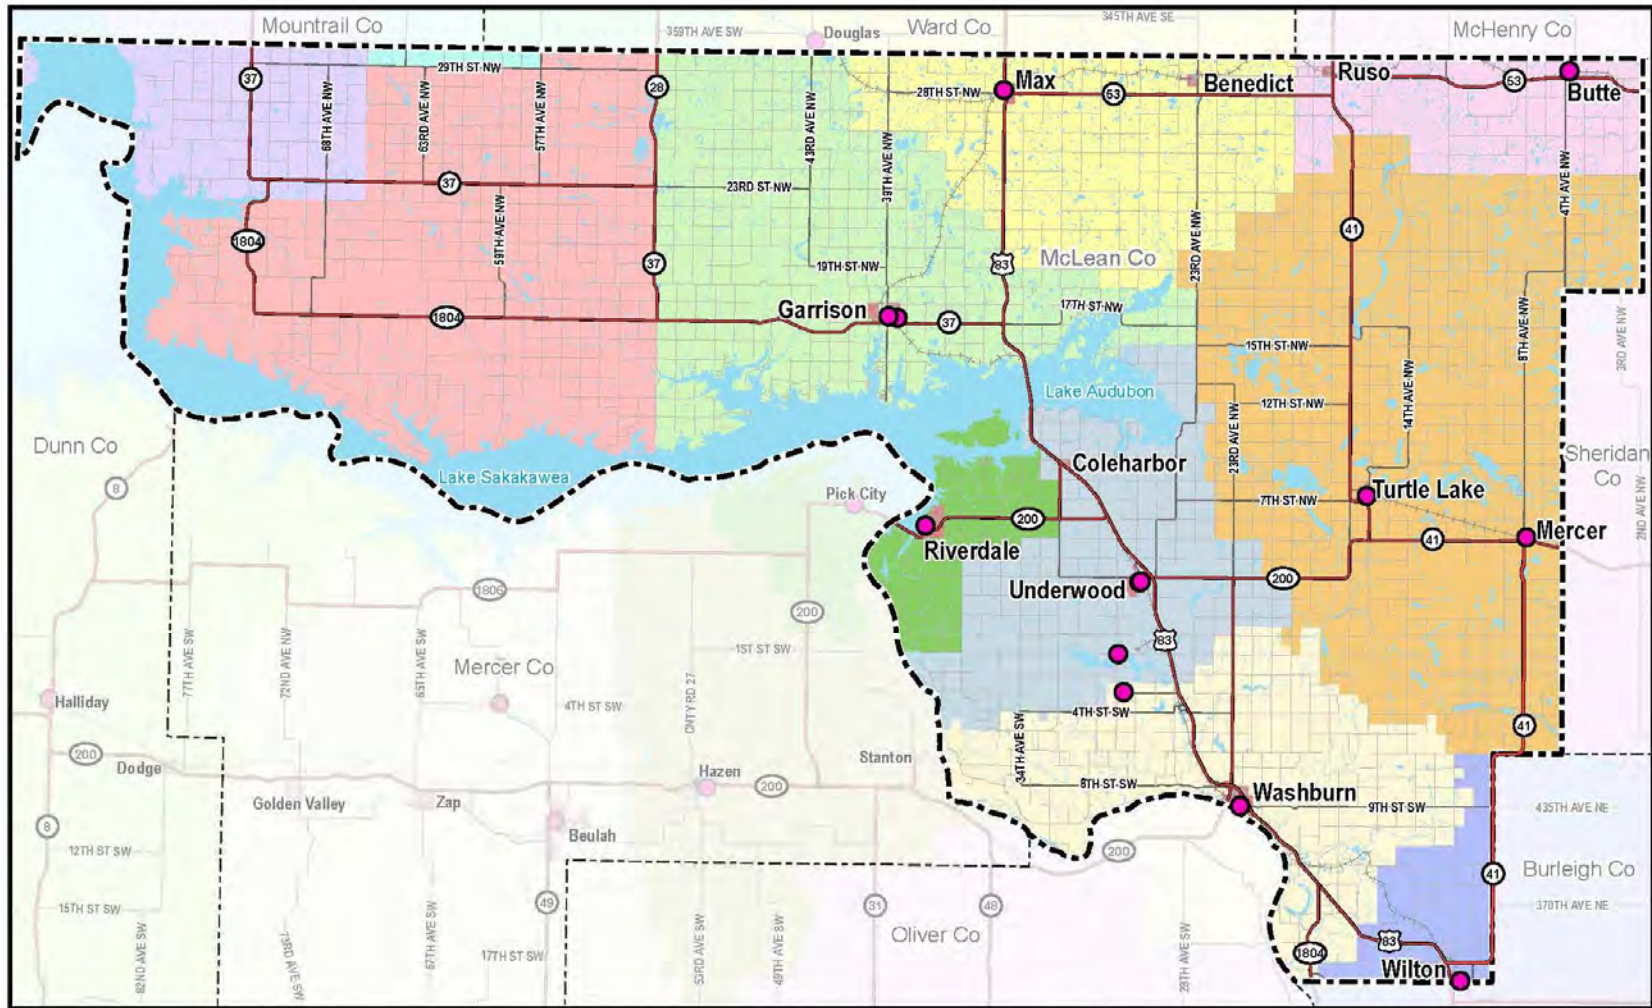 Mountrail Co
359TH AVE SW
Douglas
Ward Co
345TH AVE SE
McHenry Co
37
29TH ST NW
28
28TH ST NW
Max
53
Benedict
Ruso
53
Butte
68TH AVE NW
63RD AVE NW
57TH AVE NW
43RD AVE NW
39TH AVE NW
4TH AVE NW
37
23RD ST NW
59TH AVE NW
1804
37
19TH ST NW
83
McLean Co
23RD AVE NW
41
Garrison
1804
37
17TH ST NW
15TH ST NW
8TH AVE NW
3RD AVE NW
14TH AVE NW
Lake Audubon
12TH ST NW
23RD AVE NW
Dunn Co
8
Lake Sakakawea
Coleharbor
Sheridan
Co
Pick City
7TH ST NW
Turtle Lake
2ND AVE NW
200
Riverdale
41
Mercer
1806
Underwood
200
200
83
77TH AVE SW
72ND AVE NW
65TH AVE SW
1ST ST SW
Mercer Co
CNTY RD 27
Halliday
4TH ST SW
4TH ST SW
34TH AVE SW
41
200
Dodge
Stanton
Hazen
200
8TH ST SW
Washburn
9TH ST SW
435TH AVE NE
Golden Valley
Zap
Beulah
8
12TH ST SW
200
Burleigh Co
41
15TH ST SW
49
31
48
370TH AVE NE
82ND AVE SW
73RD AVE SW
67TH AVE SW
17TH ST SW
53RD AVE SW
49TH AVE SW
Oliver Co
28TH AVE SW
1804
83
Wilton